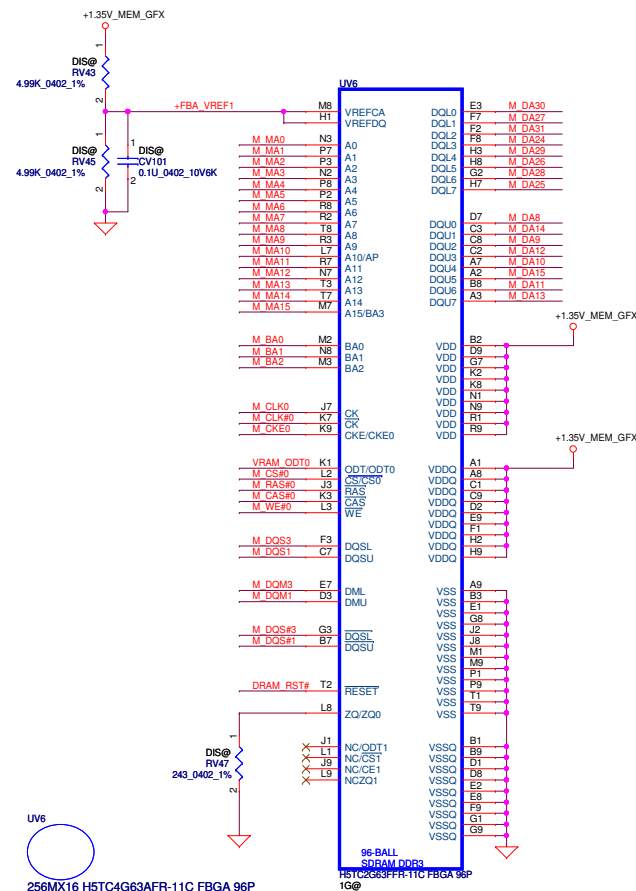 +1.35V_MEM_GFX
1
DIS@
RV43
4.99K_0402_1%
2
+FBA_VREF1
1
DIS@
RV45
4.99K_0402_1%
2
1
DIS@
CV101
0.1U_0402_10V6K
2
UV6
M8 VREFCA
H1 VREFDQ
M_MA0 N3 A0
M_MA1 P7 A1
M_MA2 P3 A2
M_MA3 N2 A3
M_MA4 P8 A4
M_MA5 P2 A5
M_MA6 R8 A6
M_MA7 R2 A7
M_MA8 T8 A8
M_MA9 R3 A9
M_MA10 L7 A10/AP
M_MA11 R7 A11
M_MA12 N7 A12
M_MA13 T3 A13
M_MA14 T7 A14
M_MA15 M7 A15/BA3
M_BA0 M2 BA0
M_BA1 N8 BA1
M_BA2 M3 BA2
M_CLK0 J7 CK
M_CLK#0 K7 CK
M_CKE0 K9 CKE/CKE0
VRAM_ODT0 K1 ODT/ODT0
M_CS#0 L2 CS/CS0
M_RAS#0 J3 RAS
M_CAS#0 K3 CAS
M_WE#0 L3 WE
M_DQS3 F3 DQSL
M_DQS1 C7 DQSU
M_DQM3 E7 DML
M_DQM1 D3 DMU
M_DQS#3 G3 DQSL
M_DQS#1 B7 DQSU
DRAM_RST# T2 RESET
L8 ZQ/ZQ0
J1 NC/ODT1
L1 NC/CS1
J9 NC/CE1
L9 NCZQ1
1
DIS@
RV47
243_0402_1%
2
DQL0 E3 M_DA30
DQL1 F7 M_DA27
DQL2 F2 M_DA31
DQL3 F8 M_DA24
DQL4 H3 M_DA29
DQL5 H8 M_DA26
DQL6 G2 M_DA28
DQL7 H7 M_DA25
DQU0 D7 M_DA8
DQU1 C3 M_DA14
DQU2 C8 M_DA9
DQU3 C2 M_DA12
DQU4 A7 M_DA10
DQU5 A2 M_DA15
DQU6 B8 M_DA11
DQU7 A3 M_DA13
+1.35V_MEM_GFX
VDD B2
VDD D9
VDD G7
VDD K2
VDD K8
VDD N1
VDD N9
VDD R1
VDD R9
+1.35V_MEM_GFX
VDDQ A1
VDDQ A8
VDDQ C1
VDDQ C9
VDDQ D2
VDDQ E9
VDDQ F1
VDDQ H2
VDDQ H9
VSS A9
VSS B3
VSS E1
VSS G8
VSS J2
VSS J8
VSS M1
VSS M9
VSS P1
VSS P9
VSS T1
VSS T9
VSSQ B1
VSSQ B9
VSSQ D1
VSSQ D8
VSSQ E2
VSSQ E8
VSSQ F9
VSSQ G1
VSSQ G9
96-BALL
SDRAM DDR3
H5TC2G63FFR-11C FBGA 96P
1G@
UV6
256MX16 H5TC4G63AFR-11C FBGA 96P